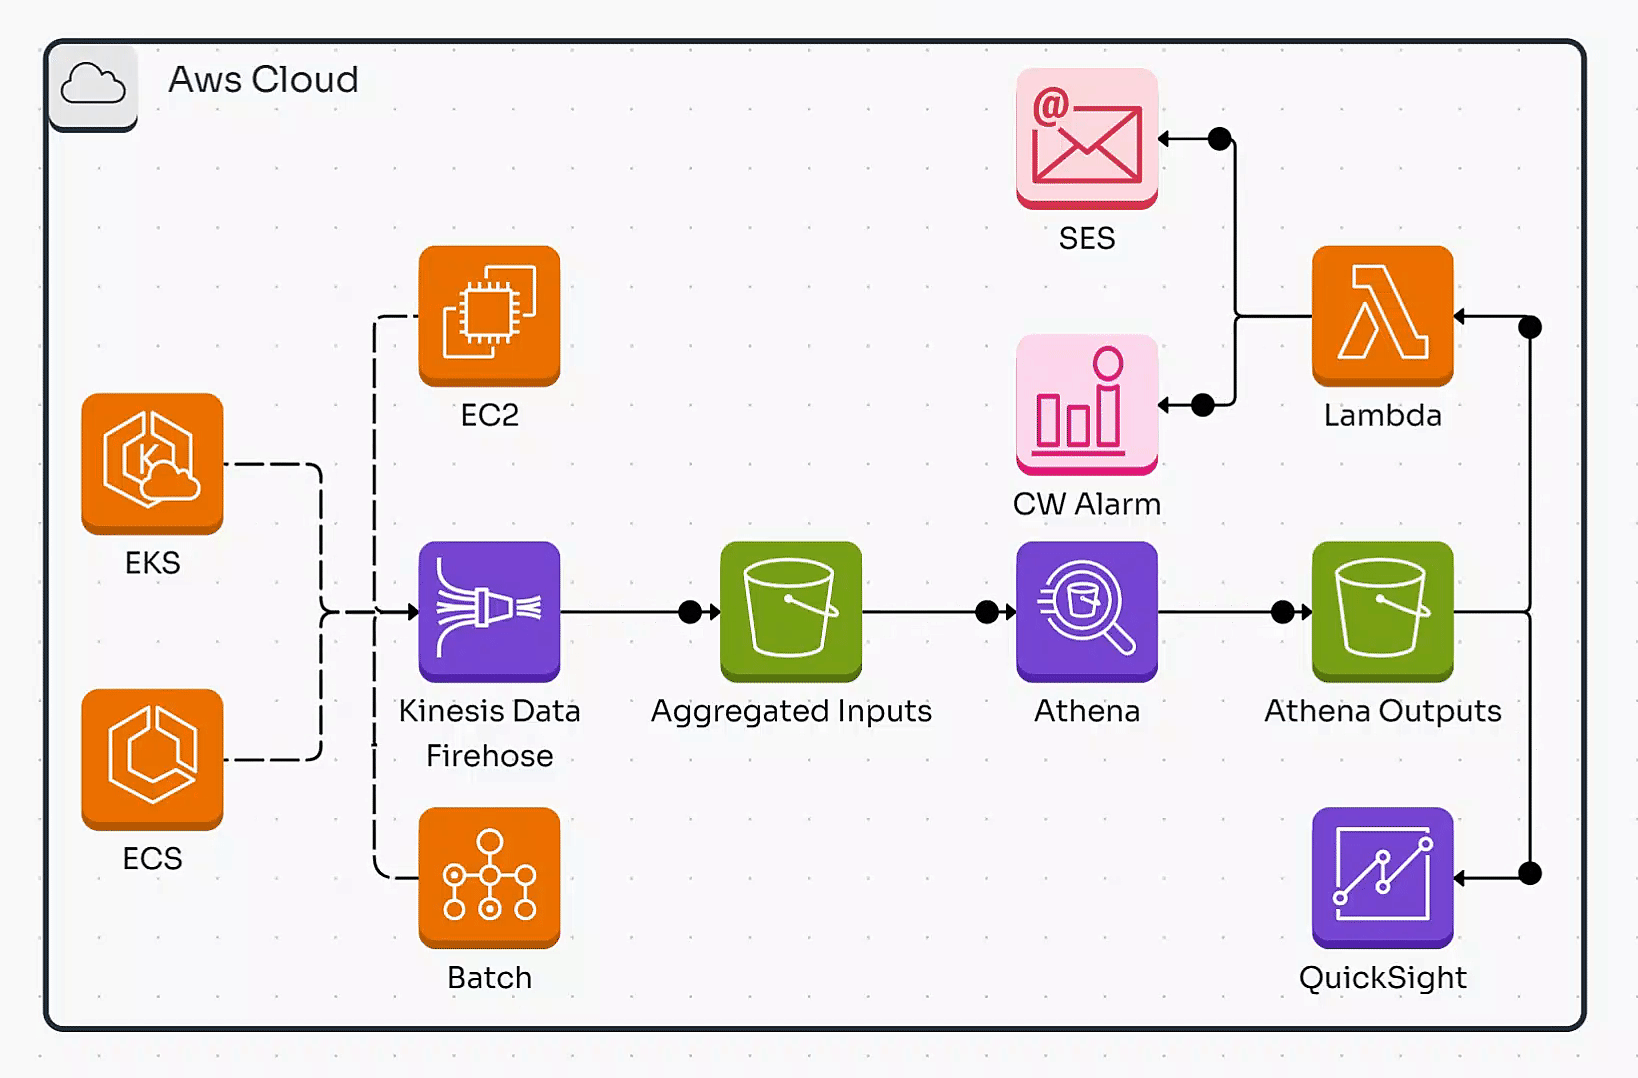 Aws Cloud
@
SES
EC2
CW Alarm
Lambda
K
EKS
Kinesis Data
Firehose
Aggregated Inputs
Athena
Athena Outputs
ECS
Batch
QuickSight